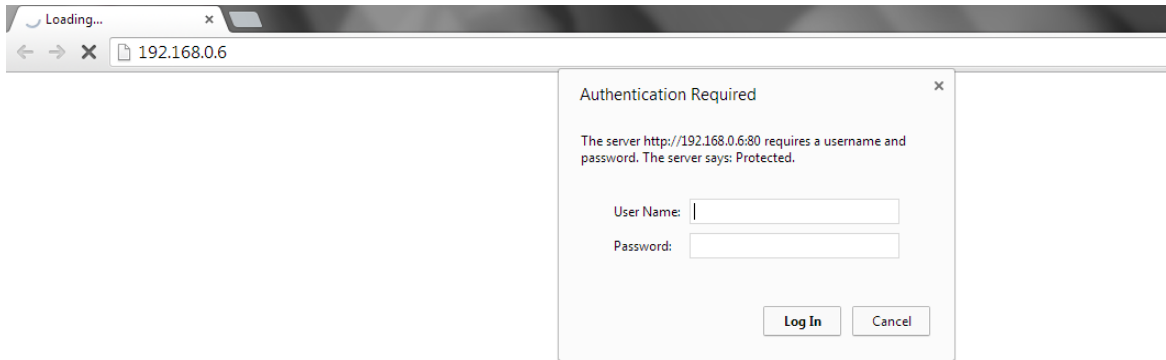 Loading...
192.168.0.6
Authentication Required
The server http://192.168.0.6:80 requires a username and
password. The server says: Protected.
User Name:
Password:
Log In Cancel